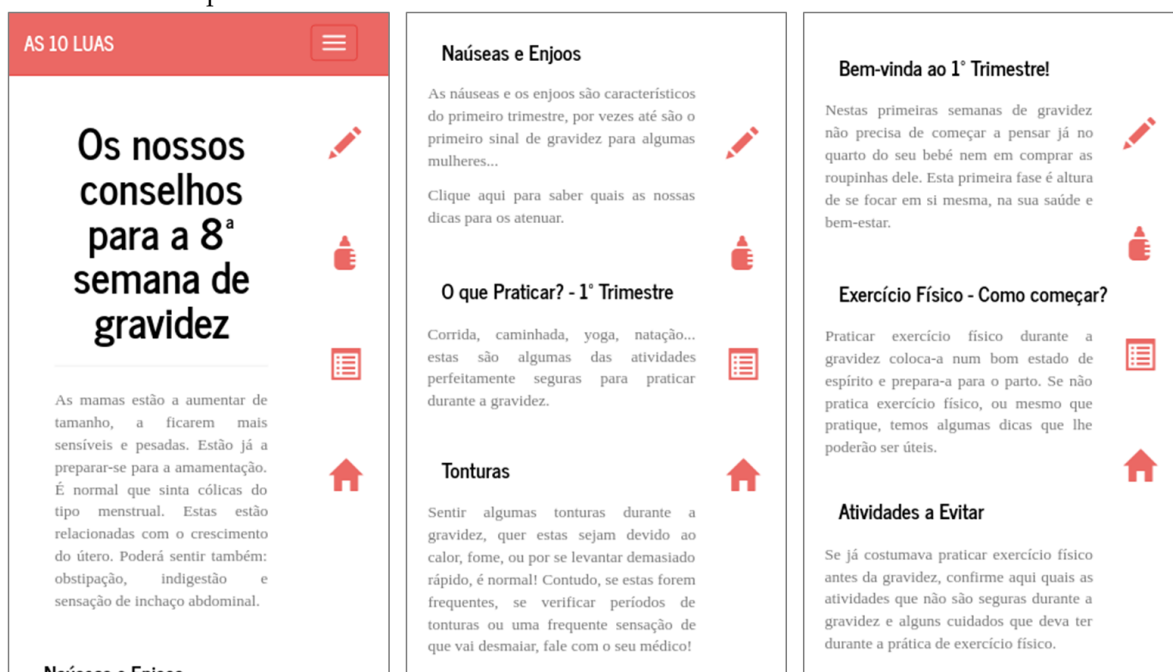 AS 10 LUAS
Os nossos
conselhos
para a 8ª
semana de
gravidez
As mamas estão a aumentar de
tamanho, a ficarem mais
sensíveis e pesadas. Estão já a
preparar-se para a amamentação.
É normal que sinta cólicas do
tipo menstrual. Estas estão
relacionadas com o crescimento
do útero. Poderá sentir também:
obstipação, indigestão e
sensação de inchaço abdominal.
Naúseas e Enjoos
As náuseas e os enjoos são característicos
do primeiro trimestre, por vezes até são o
primeiro sinal de gravidez para algumas
mulheres...
Clique aqui para saber quais as nossas
dicas para os atenuar.
O que Praticar? - 1° Trimestre
Corrida, caminhada, yoga, natação...
estas são algumas das atividades
perfeitamente seguras para praticar
durante a gravidez.
Tonturas
Sentir algumas tonturas durante a
gravidez, quer estas sejam devido ao
calor, fome, ou por se levantar demasiado
rápido, é normal! Contudo, se estas forem
frequentes, se verificar períodos de
tonturas ou uma frequente sensação de
que vai desmaiar, fale com o seu médico!
Bem-vinda ao 1° Trimestre!
Nestas primeiras semanas de gravidez
não precisa de começar a pensar já no
quarto do seu bebé nem em comprar as
roupinhas dele. Esta primeira fase é altura
de se focar em si mesma, na sua saúde e
bem-estar.
Exercício Físico - Como começar?
Praticar exercício físico durante a
gravidez coloca-a num bom estado de
espírito e prepara-a para o parto. Se não
pratica exercício físico, ou mesmo que
pratique, temos algumas dicas que lhe
poderão ser úteis.
Atividades a Evitar
Se já costumava praticar exercício físico
antes da gravidez, confirme aqui quais as
atividades que não são seguras durante a
gravidez e alguns cuidados que deva ter
durante a prática de exercício físico.